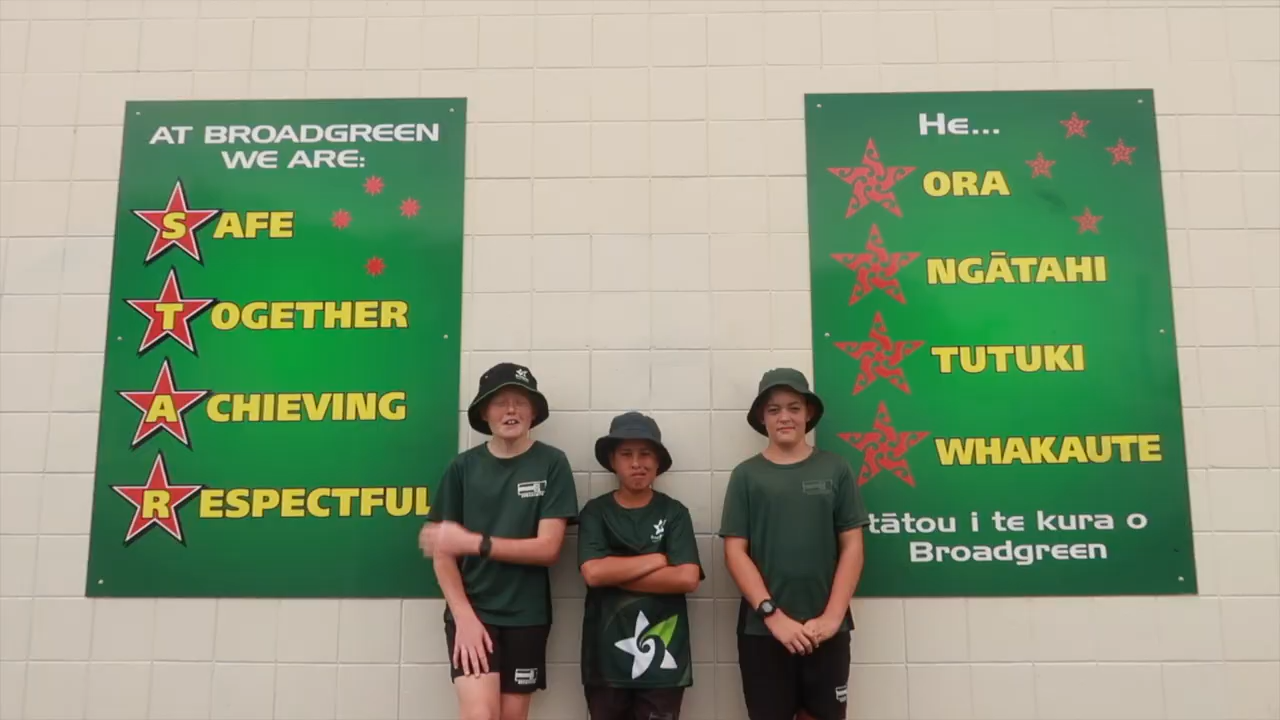 AT BROADGREEN
WE ARE:
SAFE
TOGETHER
ACHIEVING
RESPECTFUL
HE...
ORA
NGĀTAHI
TUTUKI
WHAKAUTE
tātou i te kura o
Broadgreen